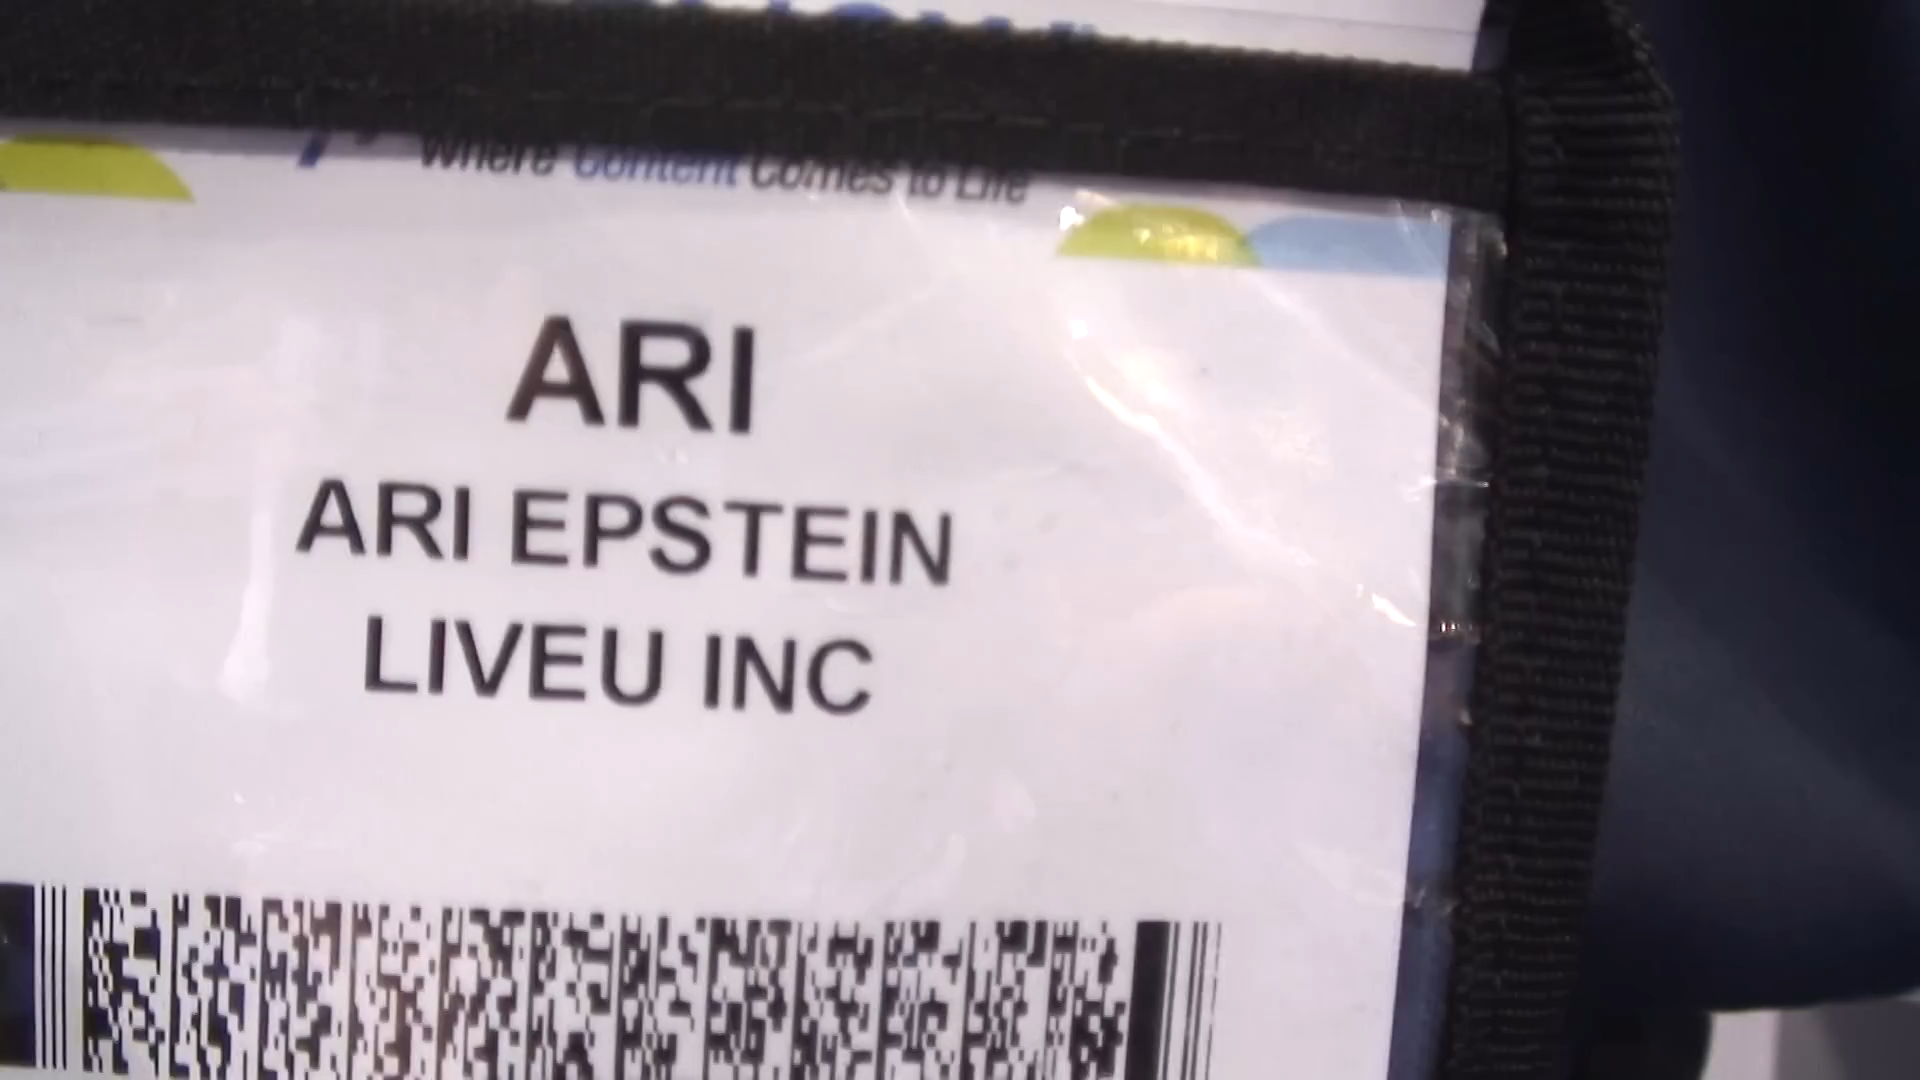 Where Content Comes to Life
ARI
ARI EPSTEIN
LIVEU INC